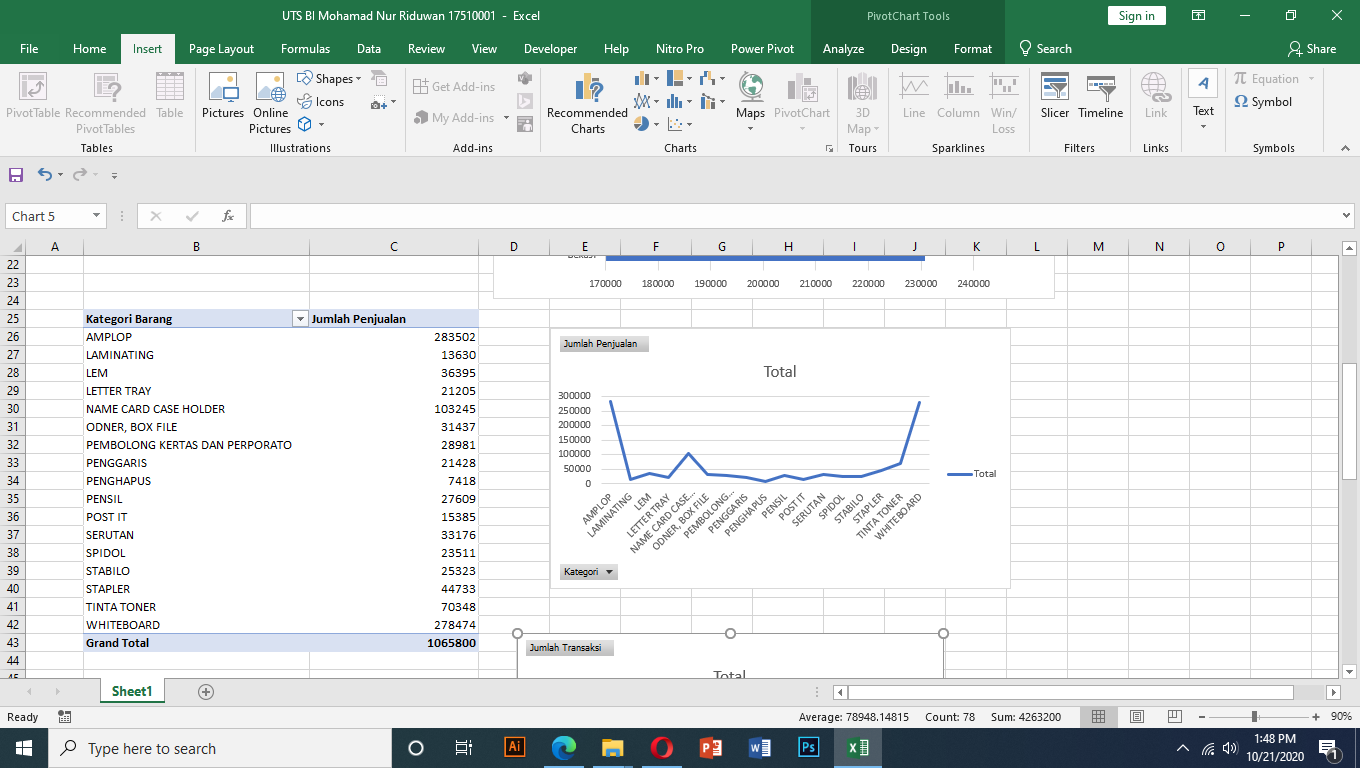 UTS BI Mohamad Nur Riduwan 17510001 - Excel
PivotChart Tools
Sign in
File Home Insert Page Layout Formulas Data Review View Developer Help Nitro Pro Power Pivot Analyze Design Format Search Share
PivotTable Recommended PivotTables Table
Pictures Online Pictures Shapes Icons
Get Add-ins
My Add-ins
Recommended Charts Maps PivotChart
3D Map
Line Column Win/Loss
Slicer Timeline
Link
Text
Equation
Symbol
Tables Illustrations Add-ins Charts Tours Sparklines Filters Links Symbols
Chart 5 fx
A B C D E F G H I J K L M N O P
22
23
170000 180000 190000 200000 210000 220000 230000 240000
24
25 Kategori Barang Jumlah Penjualan
26 AMPLOP 283502
27 LAMINATING 13630
28 LEM 36395
29 LETTER TRAY 21205
30 NAME CARD CASE HOLDER 103245
31 ODNER, BOX FILE 31437
32 PEMBOLONG KERTAS DAN PERPORATO 28981
33 PENGGARIS 21428
34 PENGHAPUS 7418
35 PENSIL 27609
36 POST IT 15385
37 SERUTAN 33176
38 SPIDOL 23511
39 STABILO 25323
40 STAPLER 44733
41 TINTA TONER 70348
42 WHITEBOARD 278474
43 Grand Total 1065800
44
Jumlah Penjualan
Total
300000
250000
200000
150000
100000
50000
0
Total
AMPLOP LAMINATING LEM LETTER TRAY NAME CARD CASE... ODNER, BOX FILE PEMBOLONG... PENGGARIS PENGHAPUS PENSIL POST IT SERUTAN SPIDOL STABILO STAPLER TINTA TONER WHITEBOARD
Kategori
Jumlah Transaksi
Total
Sheet1
Ready
Average: 78948.14815 Count: 78 Sum: 4263200 90%
Type here to search
Ai
Ps
1:48 PM
10/21/2020
1